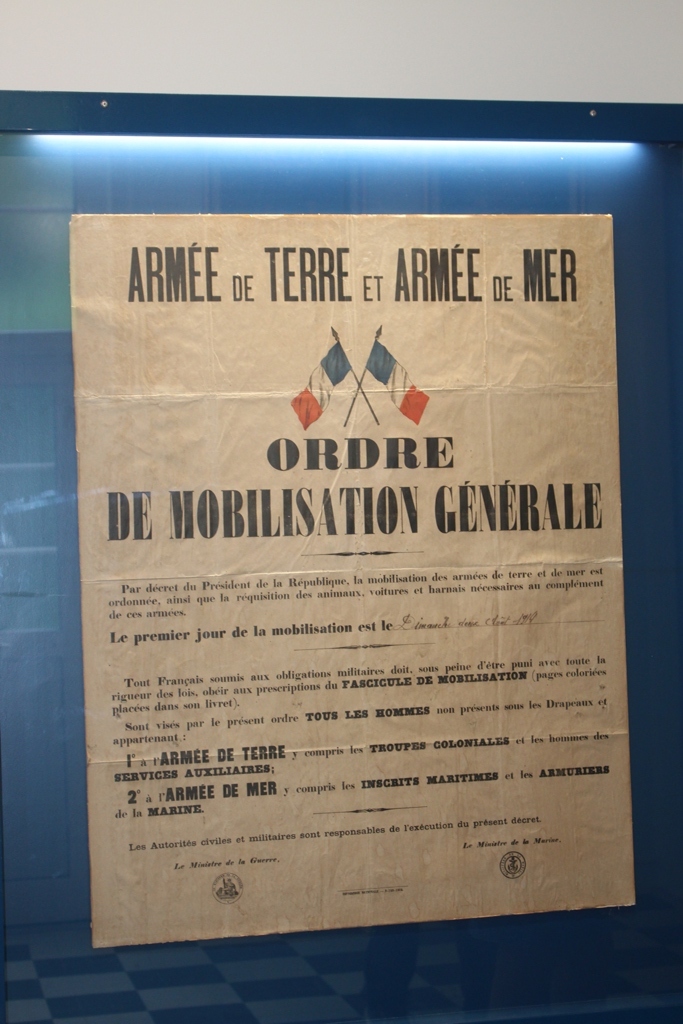 ARMÉE DE TERRE ET ARMÉE DE MER
ORDRE
DE MOBILISATION GÉNÉRALE
Par décret du Président de la République, la mobilisation des armées de terre et de mer est
ordonnée, ainsi que la réquisition des animaux, voitures et harnais nécessaires au complément
de ces armées.
Le premier jour de la mobilisation est le Dimanche deux Août
Tout Français soumis aux obligations militaires doit, sous peine d'être puni avec toute la
rigueur des lois, obéir aux prescriptions du FASCICULE DE MOBILISATION (pages coloriées
placées dans son livret).
Sont visés par le présent ordre TOUS LES HOMMES non présents sous les Drapeaux et
appartenant :
1° à l'ARMÉE DE TERRE y compris les TROUPES COLONIALES et les hommes des
SERVICES AUXILIAIRES;
2° à l'ARMÉE DE MER y compris les INSCRITS MARITIMES et les ARMURIERS
de la MARINE.
Les Autorités civiles et militaires sont responsables de l'exécution du présent décret.
Le Ministre de la Guerre,
Le Ministre de la Marine,